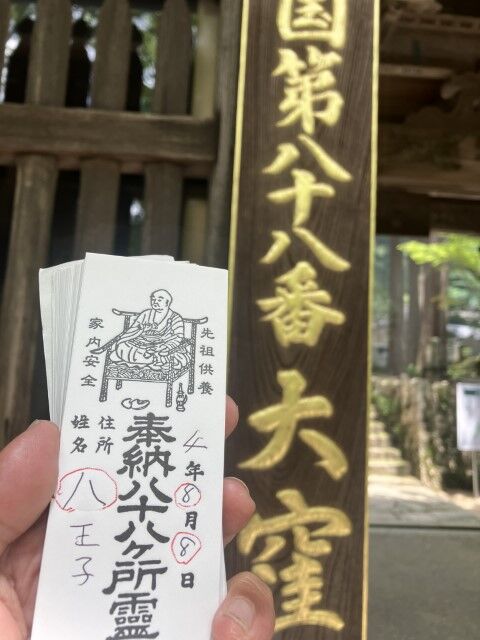 国第八十八番大窪
先祖供養
家内安全
奉納八十八ヶ所霊
4年8月8日
住所
姓名
八王子